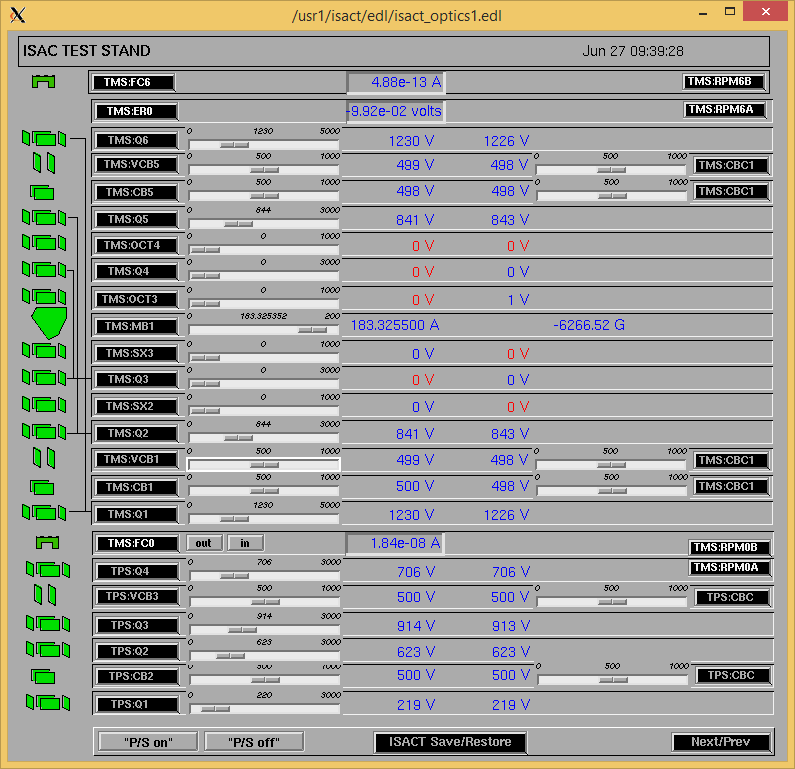 /usr1/isact/edl/isact_optics1.edl
ISAC TEST STAND Jun 27 09:39:28
TMS:FC6 4.88e-13 A TMS:RPM6B
TMS:ER0 -9.92e-02 volts TMS:RPM6A
TMS:Q6 0 1230 5000 1230 V 1226 V
TMS:VCB5 0 500 1000 499 V 498 V 0 500 1000 TMS:CBC1
TMS:CB5 0 500 1000 498 V 498 V 0 500 1000 TMS:CBC1
TMS:Q5 0 844 3000 841 V 843 V
TMS:OCT4 0 0 1000 0 V 0 V
TMS:Q4 0 0 3000 0 V 0 V
TMS:OCT3 0 0 1000 0 V 1 V
TMS:MB1 0 183.325352 200 183.325500 A -6266.52 G
TMS:SX3 0 0 1000 0 V 0 V
TMS:Q3 0 0 3000 0 V 0 V
TMS:SX2 0 0 1000 0 V 0 V
TMS:Q2 0 844 3000 841 V 843 V
TMS:VCB1 0 500 1000 499 V 498 V 0 500 1000 TMS:CBC1
TMS:CB1 0 500 1000 500 V 498 V 0 500 1000 TMS:CBC1
TMS:Q1 0 1230 5000 1230 V 1226 V
TMS:FC0 out in 1.84e-08 A TMS:RPM0B
TPS:Q4 0 706 3000 706 V 706 V TMS:RPM0A
TPS:VCB3 0 500 1000 500 V 500 V 0 500 1000 TPS:CBC
TPS:Q3 0 914 3000 914 V 913 V
TPS:Q2 0 623 3000 623 V 623 V
TPS:CB2 0 500 1000 500 V 500 V 0 500 1000 TPS:CBC
TPS:Q1 0 220 3000 219 V 219 V
"P/S on" "P/S off" ISACT Save/Restore Next/Prev